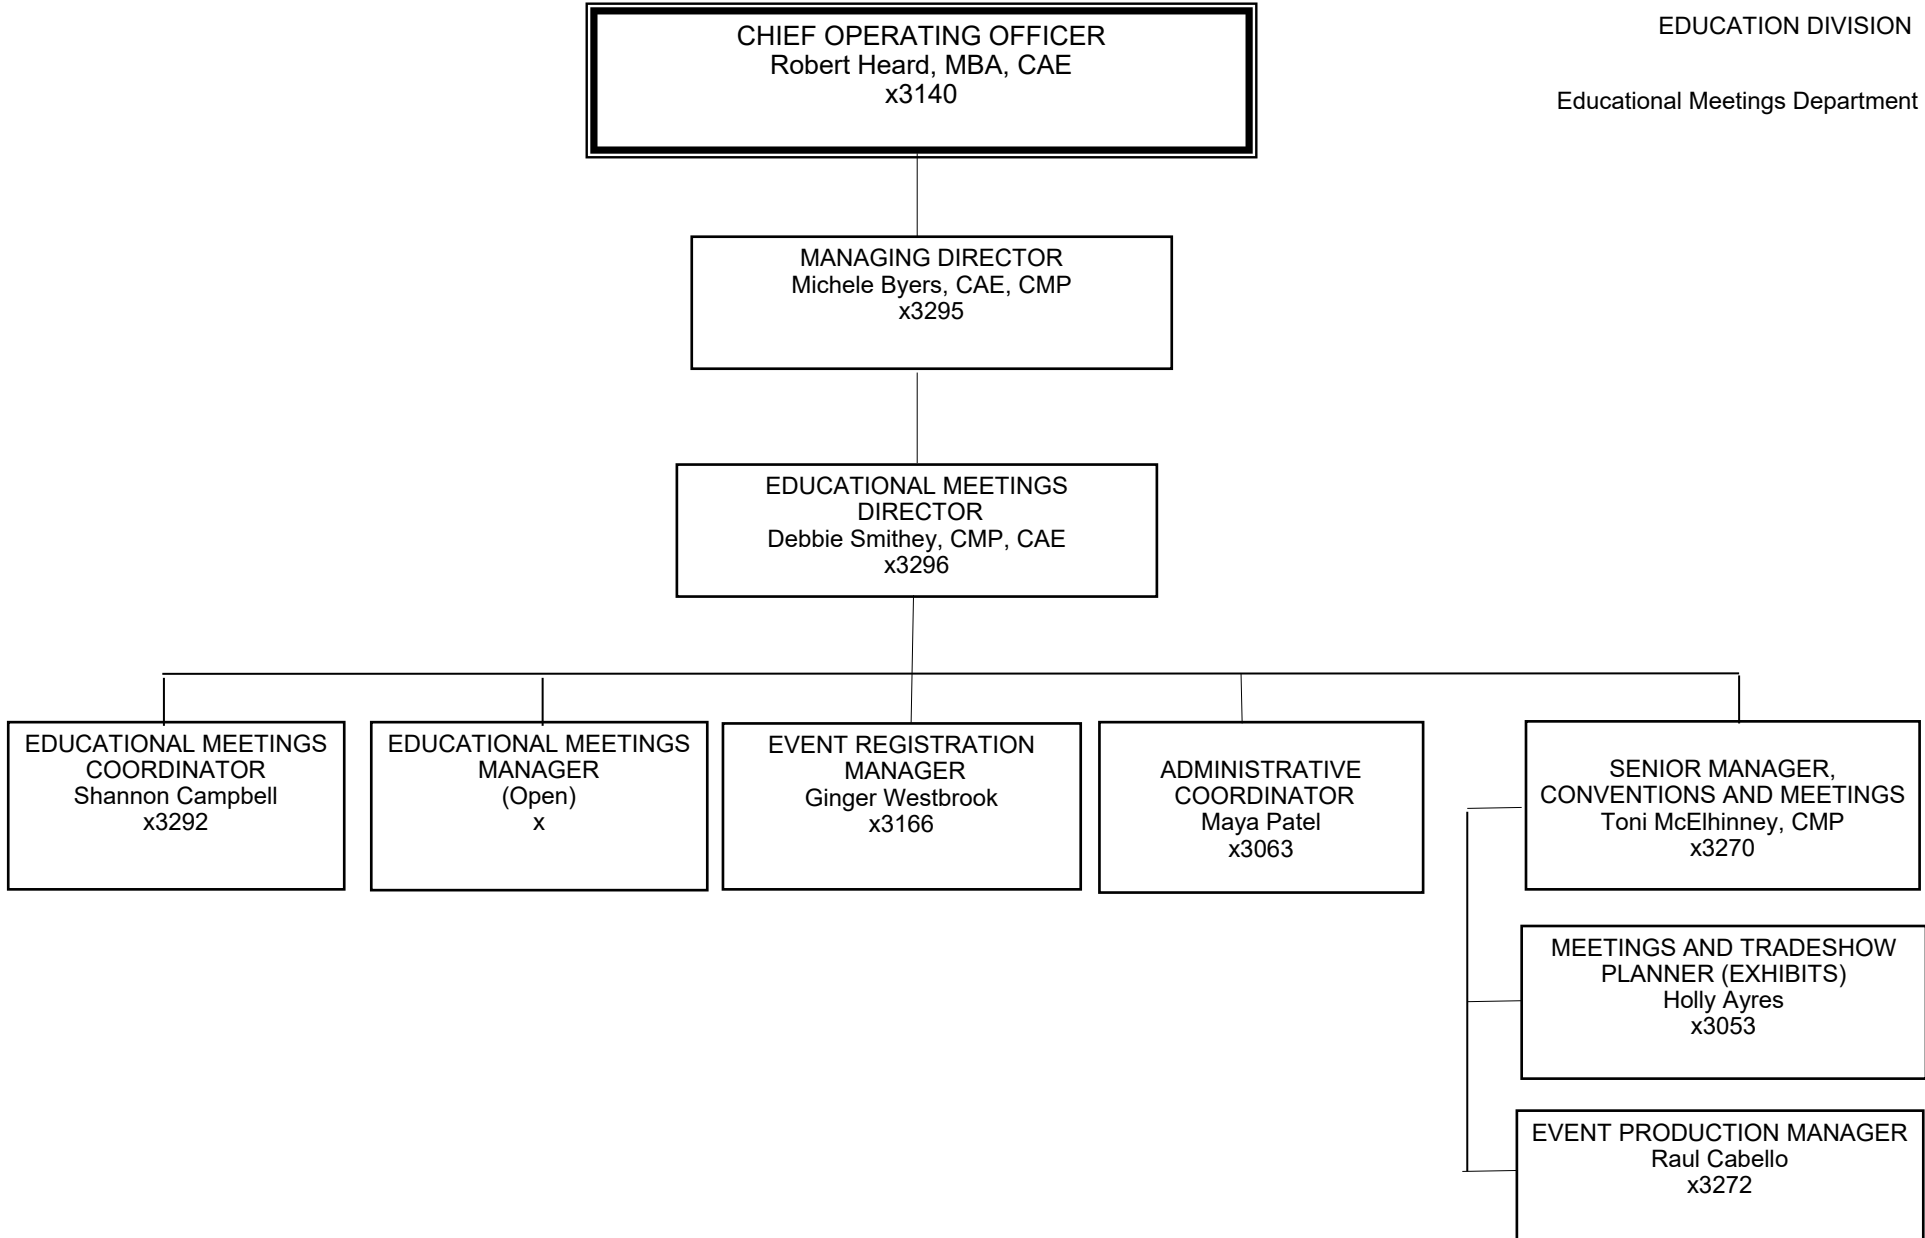 EDUCATION DIVISION
Educational Meetings Department
CHIEF OPERATING OFFICER
Robert Heard, MBA, CAE
x3140
MANAGING DIRECTOR
Michele Byers, CAE, CMP
x3295
EDUCATIONAL MEETINGS
DIRECTOR
Debbie Smithey, CMP, CAE
x3296
EDUCATIONAL MEETINGS
COORDINATOR
Shannon Campbell
x3292
EDUCATIONAL MEETINGS
MANAGER
(Open)
x
EVENT REGISTRATION
MANAGER
Ginger Westbrook
x3166
ADMINISTRATIVE
COORDINATOR
Maya Patel
x3063
SENIOR MANAGER,
CONVENTIONS AND MEETINGS
Toni McElhinney, CMP
x3270
MEETINGS AND TRADESHOW
PLANNER (EXHIBITS)
Holly Ayres
x3053
EVENT PRODUCTION MANAGER
Raul Cabello
x3272